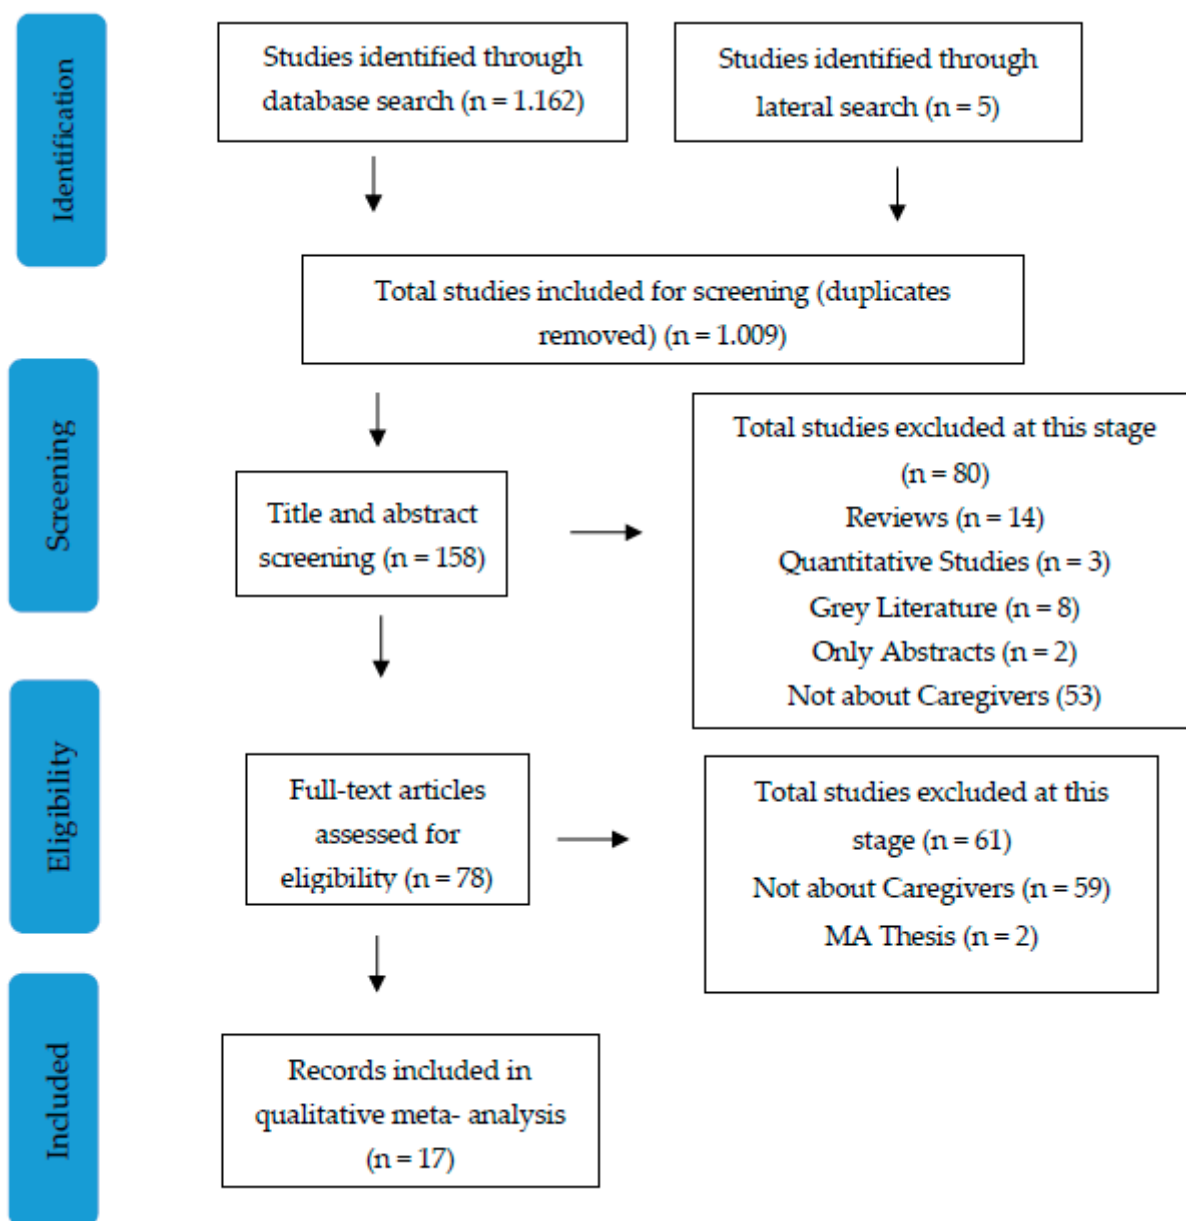 Identification
Studies identified through
database search (n = 1.162)
Studies identified through
lateral search (n = 5)
Total studies included for screening (duplicates
removed) (n = 1.009)
Screening
Title and abstract
screening (n = 158)
Total studies excluded at this stage
(n = 80)
Reviews (n = 14)
Quantitative Studies (n = 3)
Grey Literature (n = 8)
Only Abstracts (n = 2)
Not about Caregivers (53)
Eligibility
Full-text articles
assessed for
eligibility (n = 78)
Total studies excluded at this
stage (n = 61)
Not about Caregivers (n = 59)
MA Thesis (n = 2)
Included
Records included in
qualitative meta- analysis
(n = 17)